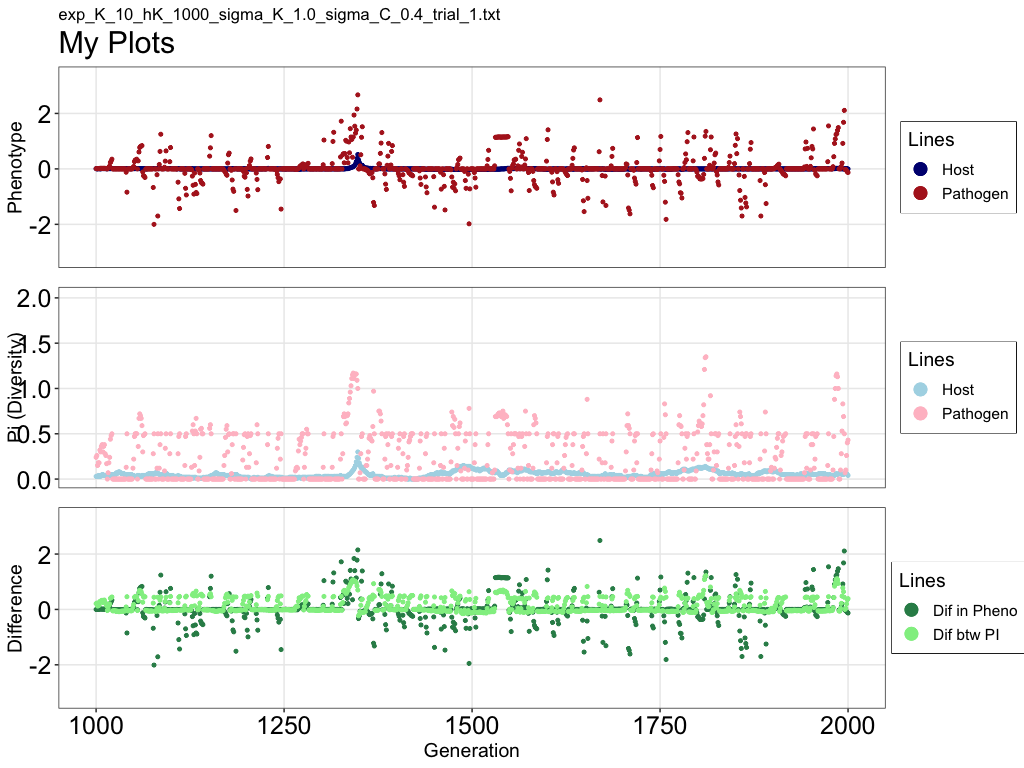 exp_K_10_hK_1000_sigma_K_1.0_sigma_C_0.4_trial_1.txt
My Plots
Phenotype
2
0
-2
Lines
Host
Pathogen
Pi (Diversity)
2.0
1.5
1.0
0.5
0.0
Lines
Host
Pathogen
Difference
2
0
-2
Lines
Dif in Pheno
Dif btw PI
1000 1250 1500 1750 2000
Generation